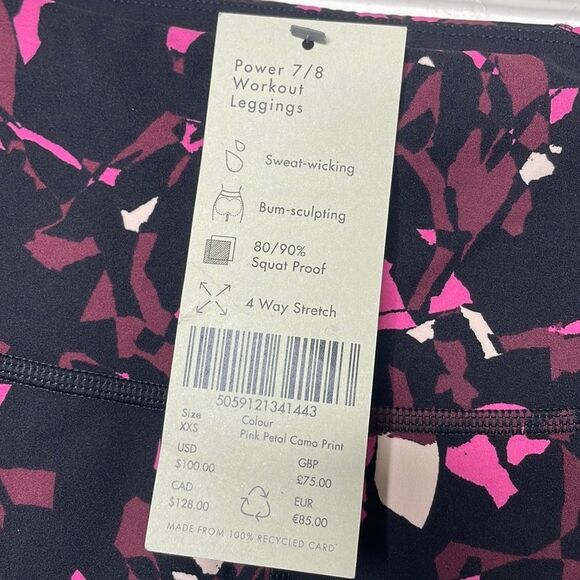 Power 7/8
Workout
Leggings
Sweat-wicking
Bum-sculpting
80/90%
Squat Proof
4 Way Stretch
5059121341443
Size
XXS
Colour
Pink Petal Camo Print
USD
$100.00
GBP
£75.00
CAD
$128.00
EUR
€85.00
MADE FROM 100% RECYCLED CARD